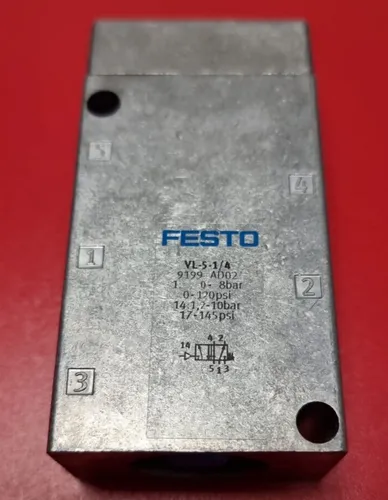 5
4
FESTO
VL-5-1/4
9199 AD02
1: 0- 8bar
0-120psi
14:1,2-10bar
17-145psi
1
2
14
4 2
5 1 3
3